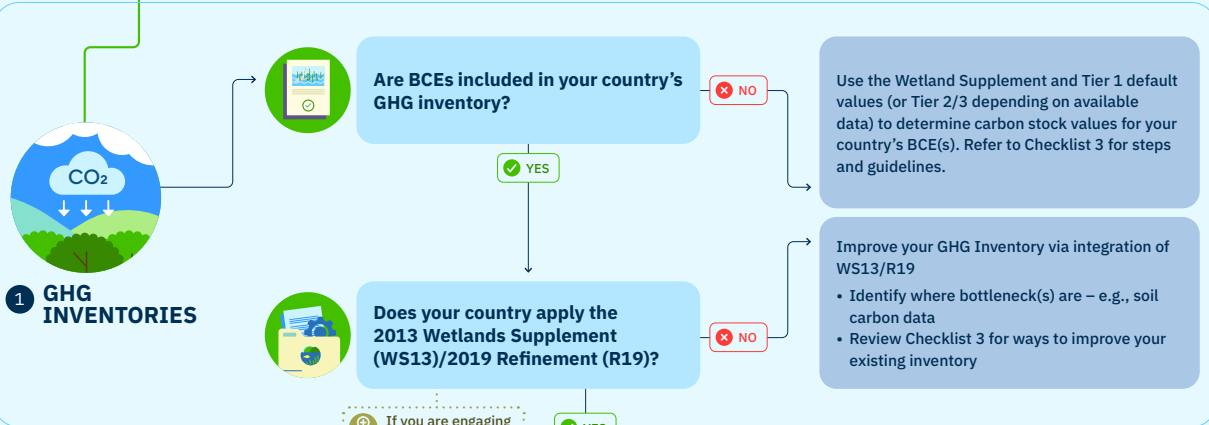 Are BCEs included in your country's
GHG inventory?
NO
Use the Wetland Supplement and Tier 1 default
values (or Tier 2/3 depending on available
data) to determine carbon stock values for your
country's BCE(s). Refer to Checklist 3 for steps
and guidelines.
YES
CO₂
1 GHG
INVENTORIES
Does your country apply the
2013 Wetlands Supplement
(WS13)/2019 Refinement (R19)?
NO
Improve your GHG Inventory via integration of
WS13/R19
• Identify where bottleneck(s) are – e.g., soil
carbon data
• Review Checklist 3 for ways to improve your
existing inventory
If you are engaging
YES